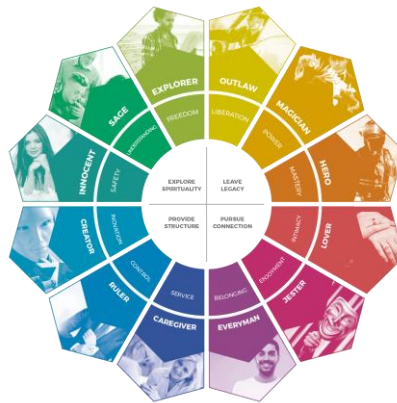 EXPLORER
OUTLAW
MAGICIAN
HERO
LOVER
JESTER
EVERYMAN
CAREGIVER
RULER
CREATOR
INNOCENT
SAGE
FREEDOM
LIBERATION
POWER
MASTERY
INTIMACY
ENJOYMENT
BELONGING
SERVICE
CONTROL
INNOVATION
SAFETY
UNDERSTANDING
EXPLORE
SPIRITUALITY
LEAVE
LEGACY
PROVIDE
STRUCTURE
PURSUE
CONNECTION